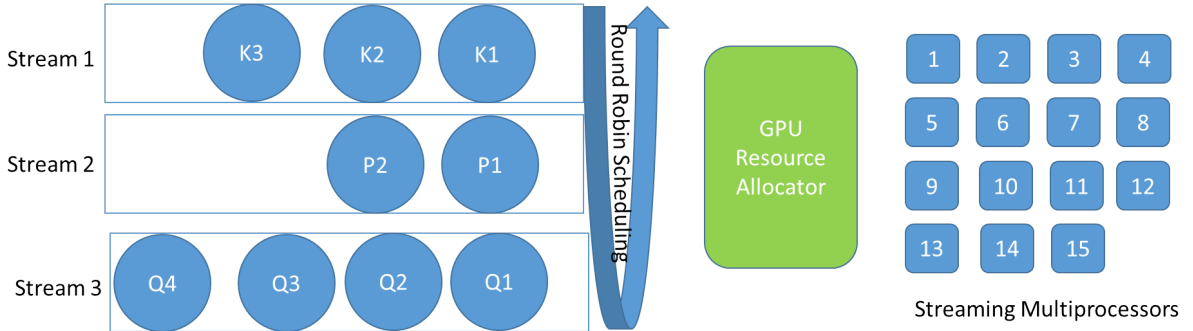 Stream 1
K3 K2 K1
Stream 2
P2 P1
Stream 3
Q4 Q3 Q2 Q1
Round Robin Scheduling
GPU
Resource
Allocator
1 2 3 4
5 6 7 8
9 10 11 12
13 14 15
Streaming Multiprocessors